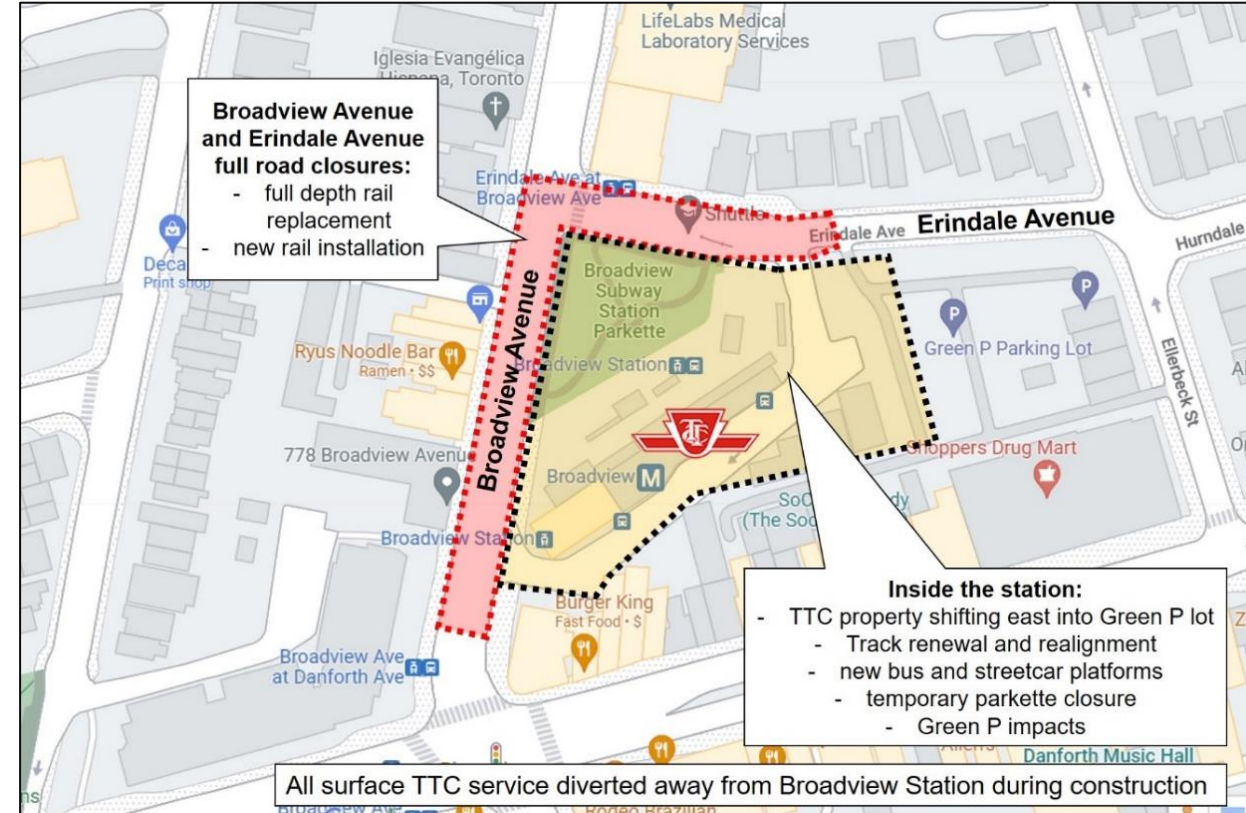 LifeLabs Medical
Laboratory Services
Iglesia Evangélica
Hispana, Toronto
Broadview Avenue
and Erindale Avenue
full road closures:
- full depth rail
replacement
- new rail installation
Erindale Ave at
Broadview Ave
Shuttle
Erindale Ave
Erindale Avenue
Hurndale
Print shop
Broadview
Subway
Station
Parkette
Green P Parking Lot
Ellerbeck St
Ryus Noodle Bar
Ramen • $$
Broadview Avenue
Broadview Station
778 Broadview Avenue
Broadview
M
Shoppers Drug Mart
Broadview Station
Burger King
Fast Food • $
Broadview Ave
at Danforth Ave
Inside the station:
- TTC property shifting east into Green P lot
- Track renewal and realignment
- new bus and streetcar platforms
- temporary parkette closure
- Green P impacts
Danforth Music Hall
All surface TTC service diverted away from Broadview Station during construction